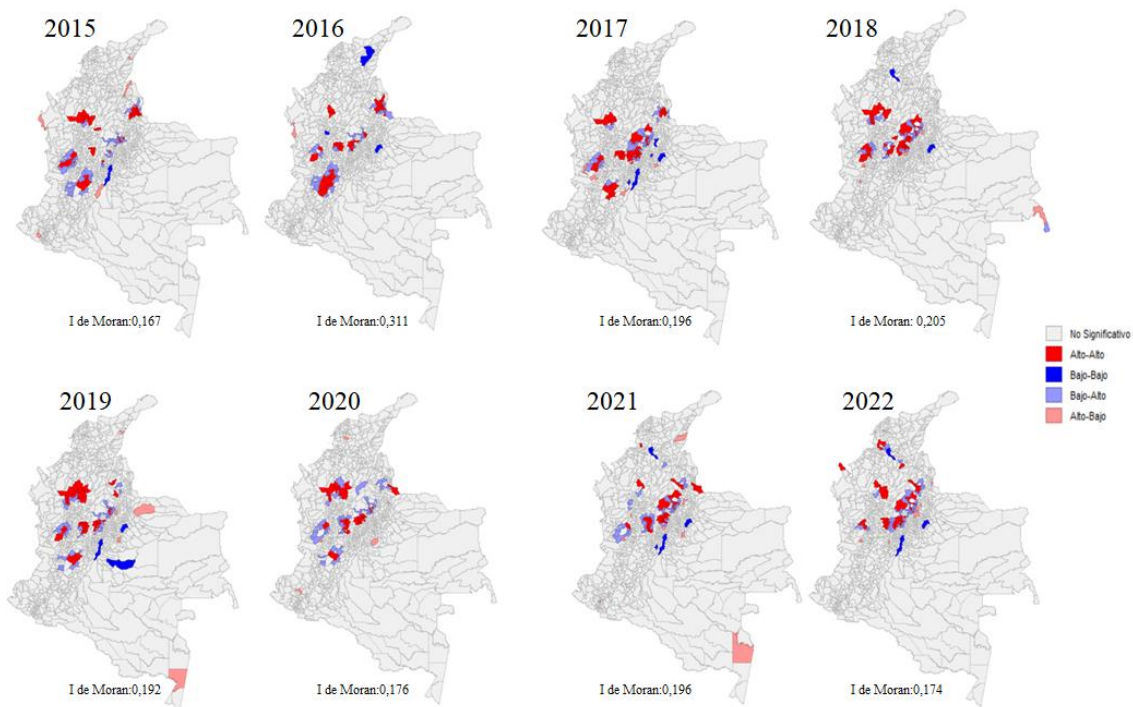 2015
2016
2017
2018
I de Moran:0,167
I de Moran:0,311
I de Moran:0,196
I de Moran: 0,205
No Significativo
Alto-Alto
Bajo-Bajo
Bajo-Alto
Alto-Bajo
2019
2020
2021
2022
I de Moran:0,192
I de Moran:0,176
I de Moran:0,196
I de Moran:0,174